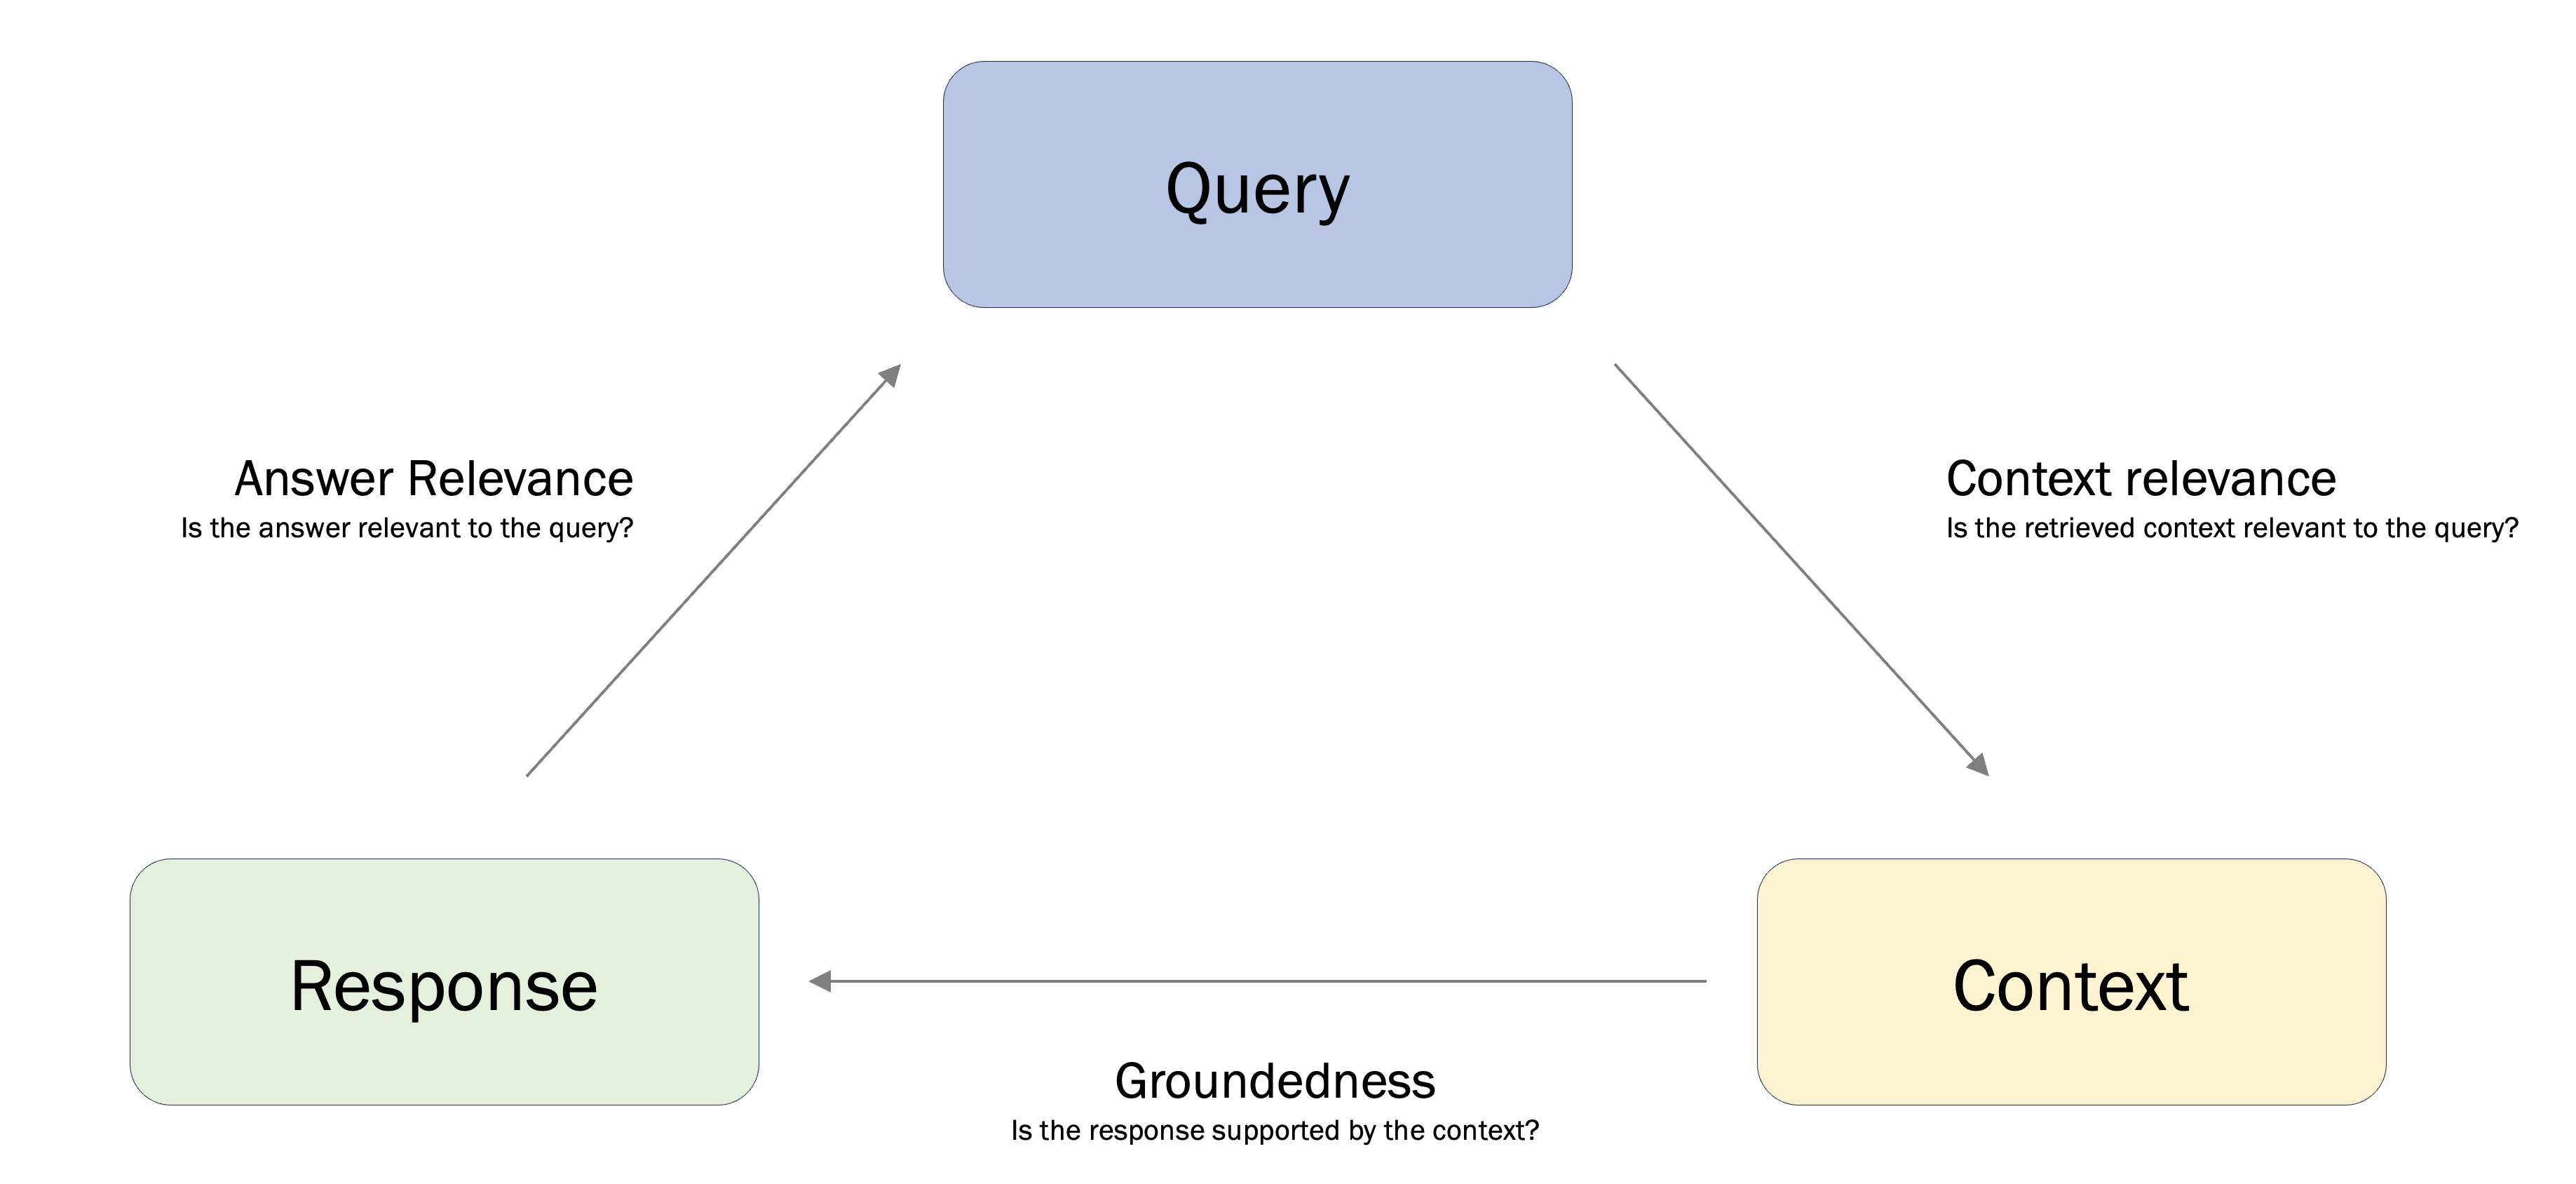 Query
Answer Relevance
Is the answer relevant to the query?
Context relevance
Is the retrieved context relevant to the query?
Response
Context
Groundedness
Is the response supported by the context?